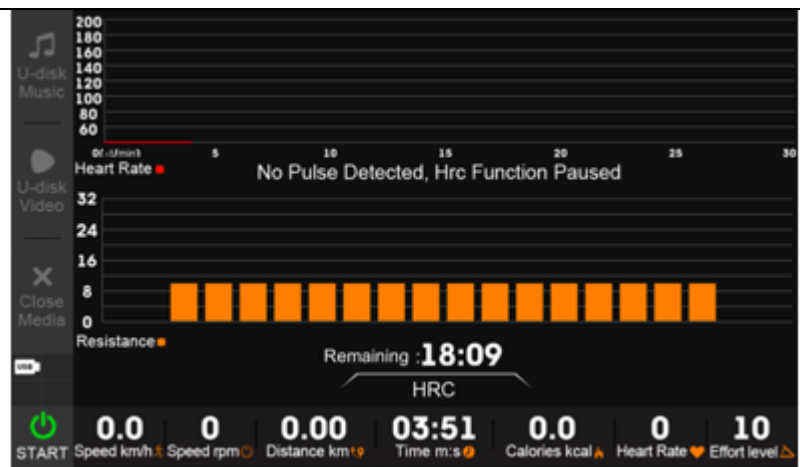 U-disk
Music
U-disk
Video
Close
Media
USB
START
200
180
160
140
120
100
80
60
5
10
15
20
25
30
Heart Rate
No Pulse Detected, Hrc Function Paused
32
24
16
8
0
Resistance
Remaining :18:09
HRC
0.0
Speed km/h
0
Speed rpm
0.00
Distance km
03:51
Time m:s
0.0
Calories kcal
0
Heart Rate
10
Effort level